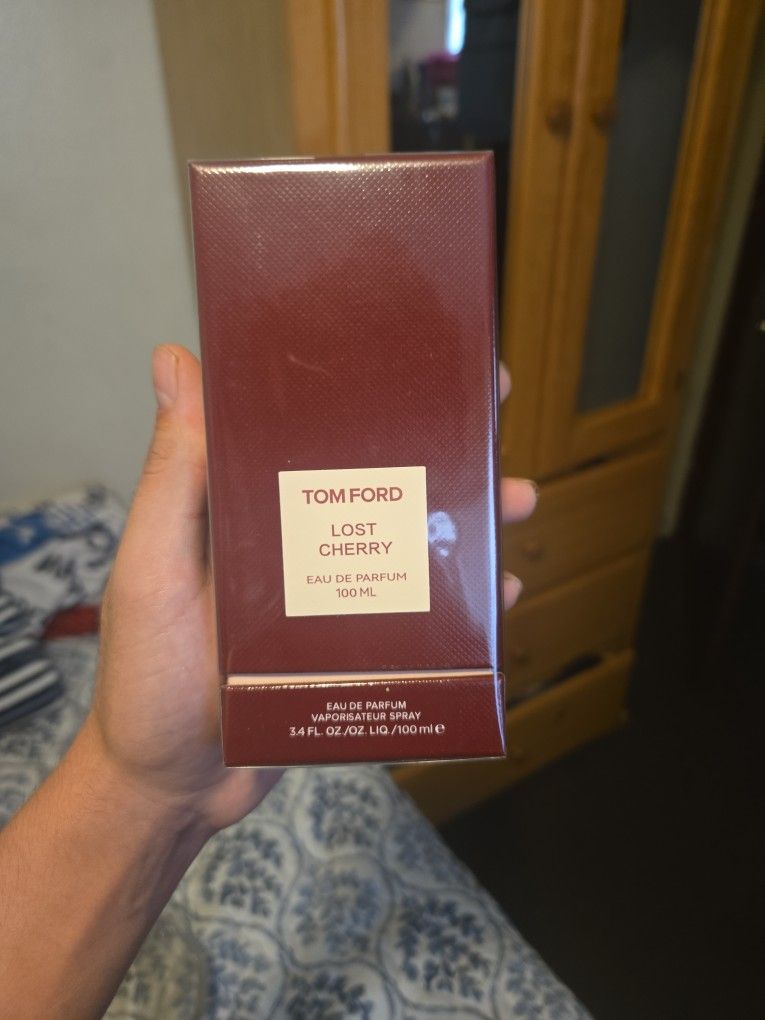 TOM FORD
LOST
CHERRY
EAU DE PARFUM
100 ML
EAU DE PARFUM
VAPORISATEUR SPRAY
3.4 FL. OZ./OZ. LIQ./100 ml ℮